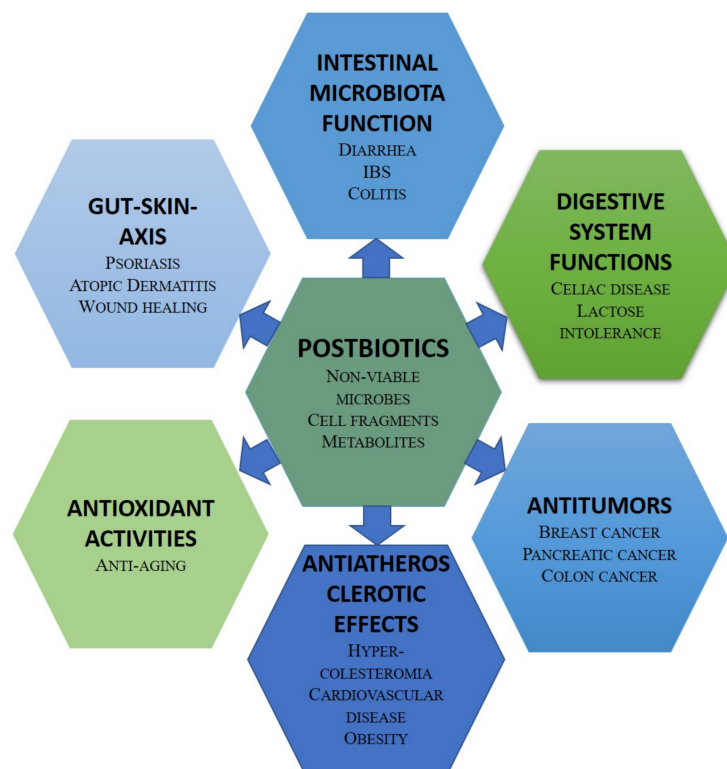 INTESTINAL
MICROBIOTA
FUNCTION
DIARRHEA
IBS
COLITIS
GUT-SKIN-
AXIS
PSORIASIS
ATOPIC DERMATITIS
WOUND HEALING
DIGESTIVE
SYSTEM
FUNCTIONS
CELIAC DISEASE
LACTOSE
INTOLERANCE
POSTBIOTICS
NON-VIABLE
MICROBES
CELL FRAGMENTS
METABOLITES
ANTIOXIDANT
ACTIVITIES
ANTI-AGING
ANTITUMORS
BREAST CANCER
PANCREATIC CANCER
COLON CANCER
ANTIATHEROS
CLEROTIC
EFFECTS
HYPER-
COLESTEROMIA
CARDIOVASCULAR
DISEASE
OBESITY